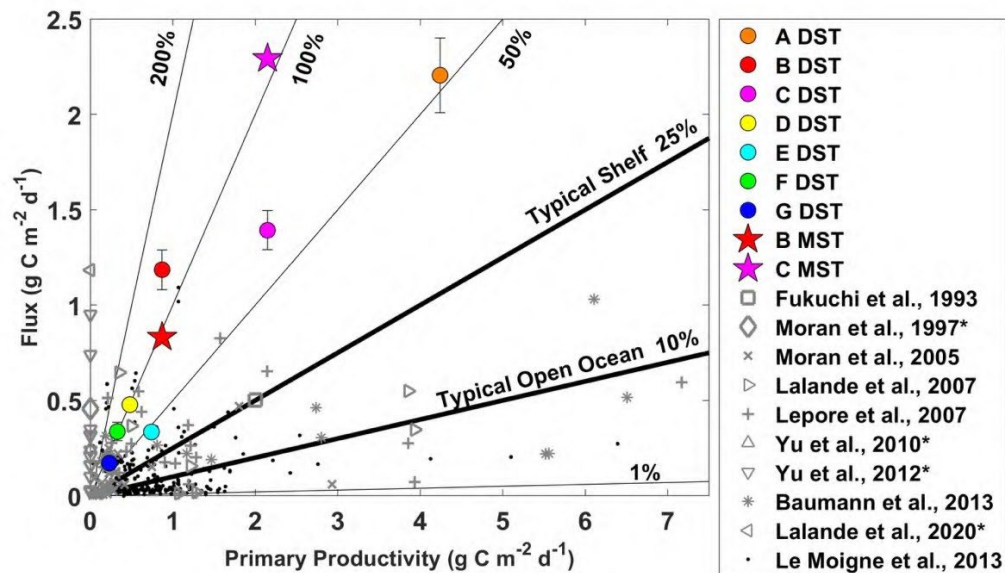 2.5
2
1.5
1
0.5
0
0 1 2 3 4 5 6 7
Flux (g C m-2 d-1)
Primary Productivity (g C m-2 d-1)
200%
100%
50%
Typical Shelf 25%
Typical Open Ocean 10%
1%
A DST
B DST
C DST
D DST
E DST
F DST
G DST
B MST
C MST
Fukuchi et al., 1993
Moran et al., 1997*
Moran et al., 2005
Lalande et al., 2007
Lepore et al., 2007
Yu et al., 2010*
Yu et al., 2012*
Baumann et al., 2013
Lalande et al., 2020*
Le Moigne et al., 2013